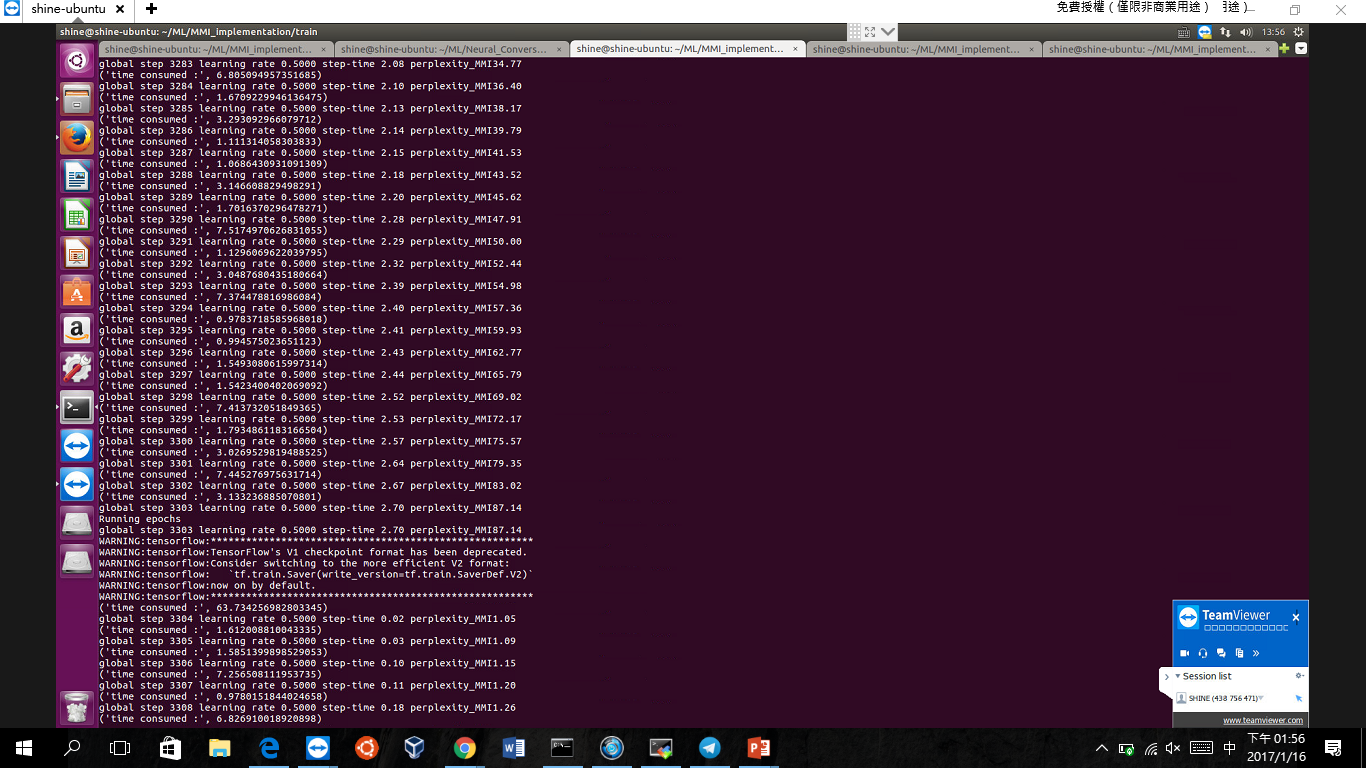 shine-ubuntu ×
免費授權（僅限非商業用途）
shine@shine-ubuntu: ~/ML/MMI_implementation/train
13:56
shine@shine-ubuntu: ~/ML/MMI_implement... ×
shine@shine-ubuntu: ~/ML/Neural_Convers... ×
shine@shine-ubuntu: ~/ML/MMI_implement... ×
shine@shine-ubuntu: ~/ML/MMI_implement... ×
shine@shine-ubuntu: ~/ML/MMI_implement... ×
global step 3283 learning rate 0.5000 step-time 2.08 perplexity_MMI34.77
('time consumed :', 6.805094957351685)
global step 3284 learning rate 0.5000 step-time 2.10 perplexity_MMI36.40
('time consumed :', 1.6709229946136475)
global step 3285 learning rate 0.5000 step-time 2.13 perplexity_MMI38.17
('time consumed :', 3.293092966079712)
global step 3286 learning rate 0.5000 step-time 2.14 perplexity_MMI39.79
('time consumed :', 1.111314058303833)
global step 3287 learning rate 0.5000 step-time 2.15 perplexity_MMI41.53
('time consumed :', 1.0686430931091309)
global step 3288 learning rate 0.5000 step-time 2.18 perplexity_MMI43.52
('time consumed :', 3.146608829498291)
global step 3289 learning rate 0.5000 step-time 2.20 perplexity_MMI45.62
('time consumed :', 1.7016370296478271)
global step 3290 learning rate 0.5000 step-time 2.28 perplexity_MMI47.91
('time consumed :', 7.5174970626831055)
global step 3291 learning rate 0.5000 step-time 2.29 perplexity_MMI50.00
('time consumed :', 1.1296069622039795)
global step 3292 learning rate 0.5000 step-time 2.32 perplexity_MMI52.44
('time consumed :', 3.0487680435180664)
global step 3293 learning rate 0.5000 step-time 2.39 perplexity_MMI54.98
('time consumed :', 7.374478816986084)
global step 3294 learning rate 0.5000 step-time 2.40 perplexity_MMI57.36
('time consumed :', 0.9783718585968018)
global step 3295 learning rate 0.5000 step-time 2.41 perplexity_MMI59.93
('time consumed :', 0.994575023651123)
global step 3296 learning rate 0.5000 step-time 2.43 perplexity_MMI62.77
('time consumed :', 1.5493080615997314)
global step 3297 learning rate 0.5000 step-time 2.44 perplexity_MMI65.79
('time consumed :', 1.5423400402069092)
global step 3298 learning rate 0.5000 step-time 2.52 perplexity_MMI69.02
('time consumed :', 7.413732051849365)
global step 3299 learning rate 0.5000 step-time 2.53 perplexity_MMI72.17
('time consumed :', 1.7934861183166504)
global step 3300 learning rate 0.5000 step-time 2.57 perplexity_MMI75.57
('time consumed :', 3.0269529819488525)
global step 3301 learning rate 0.5000 step-time 2.64 perplexity_MMI79.35
('time consumed :', 7.445276975631714)
global step 3302 learning rate 0.5000 step-time 2.67 perplexity_MMI83.02
('time consumed :', 3.133236885070801)
global step 3303 learning rate 0.5000 step-time 2.70 perplexity_MMI87.14
Running epochs
global step 3303 learning rate 0.5000 step-time 2.70 perplexity_MMI87.14
WARNING:tensorflow:*******************************************************
WARNING:tensorflow:TensorFlow's V1 checkpoint format has been deprecated.
WARNING:tensorflow:Consider switching to the more efficient V2 format:
WARNING:tensorflow:   `tf.train.Saver(write_version=tf.train.SaverDef.V2)`
WARNING:tensorflow:now on by default.
WARNING:tensorflow:*******************************************************
('time consumed :', 63.734256982803345)
global step 3304 learning rate 0.5000 step-time 0.02 perplexity_MMI1.05
('time consumed :', 1.612008810043335)
global step 3305 learning rate 0.5000 step-time 0.03 perplexity_MMI1.09
('time consumed :', 1.5851399898529053)
global step 3306 learning rate 0.5000 step-time 0.10 perplexity_MMI1.15
('time consumed :', 7.256508111953735)
global step 3307 learning rate 0.5000 step-time 0.11 perplexity_MMI1.20
('time consumed :', 0.9780151844024658)
global step 3308 learning rate 0.5000 step-time 0.18 perplexity_MMI1.26
('time consumed :', 6.826910018920898)
TeamViewer
Session list
SHINE (438 756 471)
www.teamviewer.com
中
下午 01:56
2017/1/16